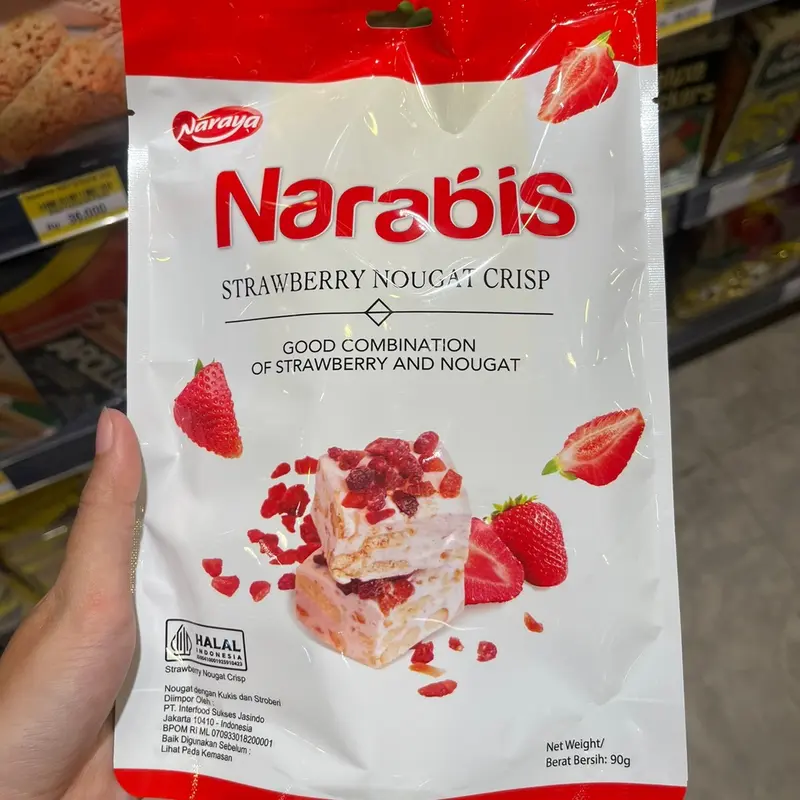 Naraya
Narabis
STRAWBERRY NOUGAT CRISP
GOOD COMBINATION
OF STRAWBERRY AND NOUGAT
36,000
HALAL
INDONESIA
Strawberry Nougat Crisp
Nougat dengan Kukis dan Stroberi
Diimpor Oleh :
PT. Interfood Sukses Jasindo
Jakarta 10410 - Indonesia
BPOM RI ML 070933018200001
Baik Digunakan Sebelum :
Lihat Pada Kemasan
Net Weight/
Berat Bersih: 90g